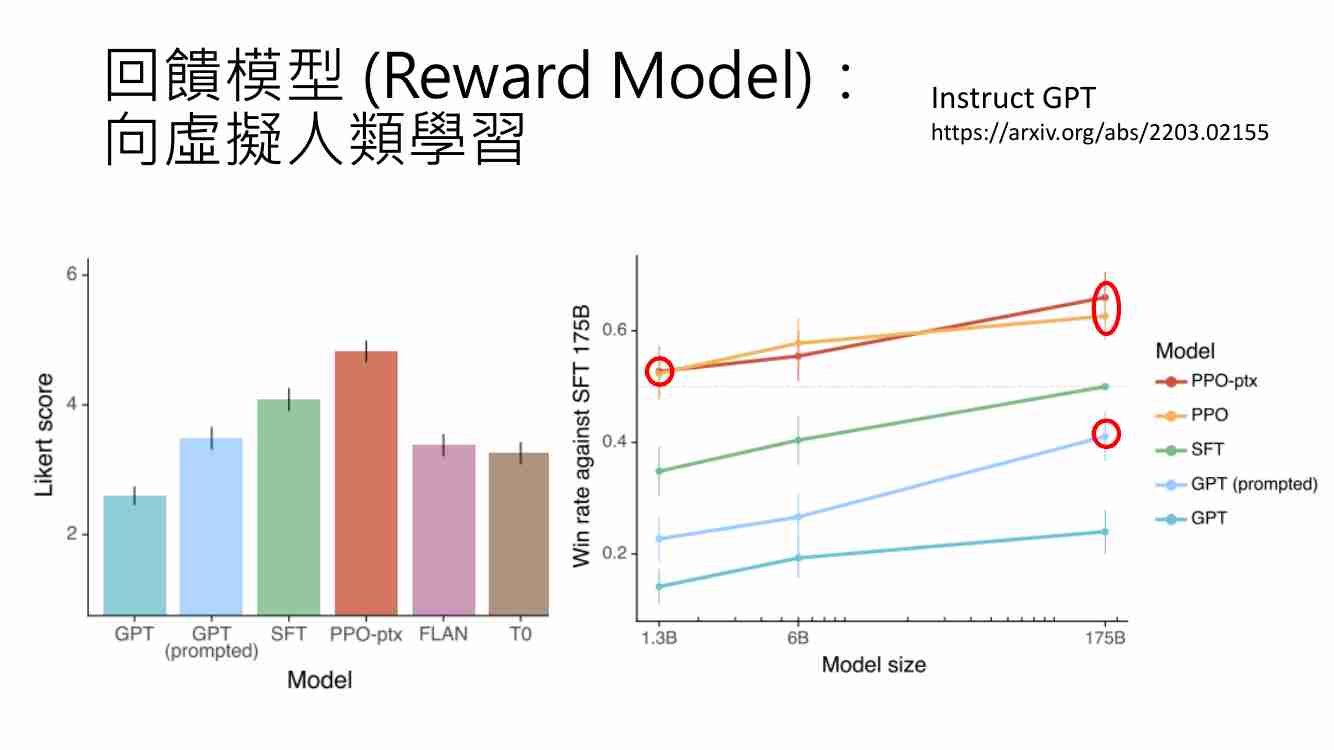 回饋模型 (Reward Model)：
向虛擬人類學習
Instruct GPT
https://arxiv.org/abs/2203.02155
Likert score
6
4
2
GPT
GPT
(prompted)
SFT
PPO-ptx
FLAN
T0
Model
Win rate against SFT 175B
0.6
0.4
0.2
1.3B
6B
175B
Model size
Model
PPO-ptx
PPO
SFT
GPT (prompted)
GPT